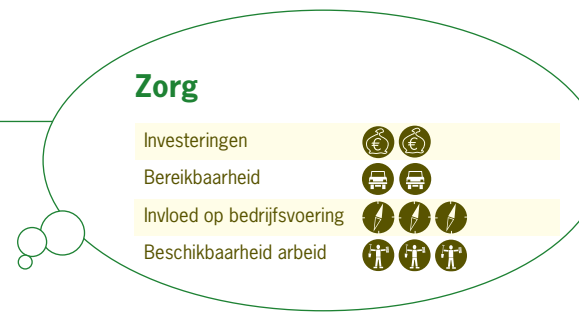 Zorg
Investeringen
Bereikbaarheid
Invloed op bedrijfsvoering
Beschikbaarheid arbeid